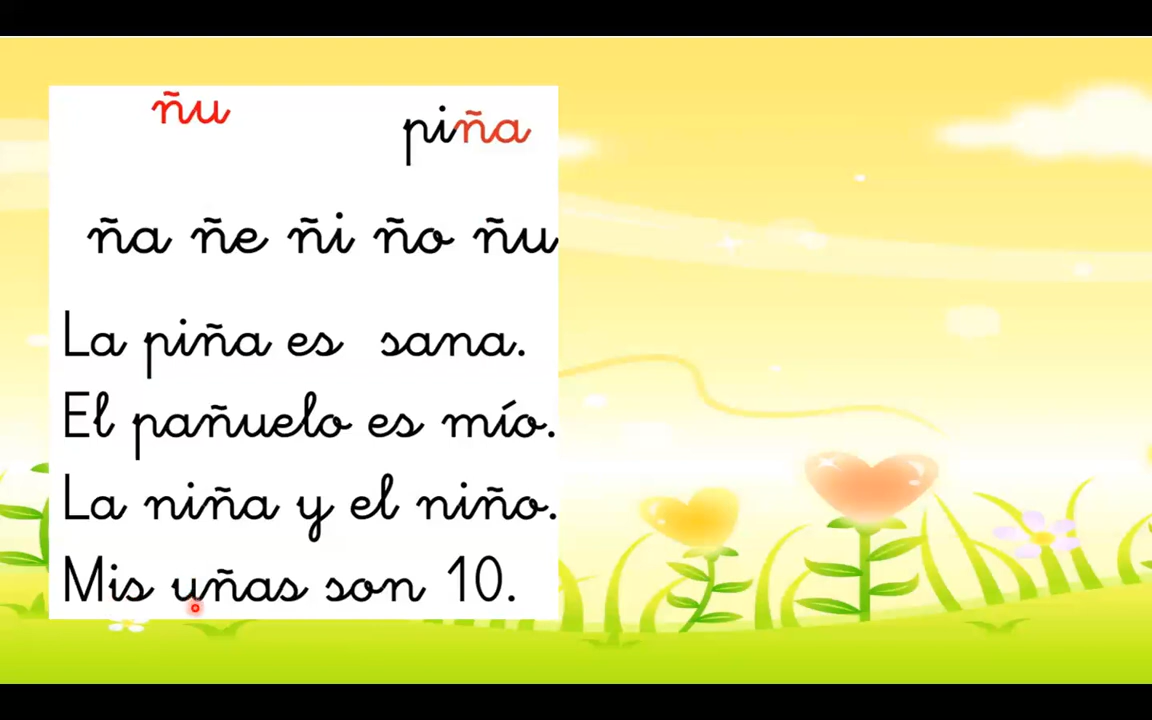 ñu
piña
ña ñe ñi ño ñu
La piña es sana.
El pañuelo es mío.
La niña y el niño.
Mis uñas son 10.